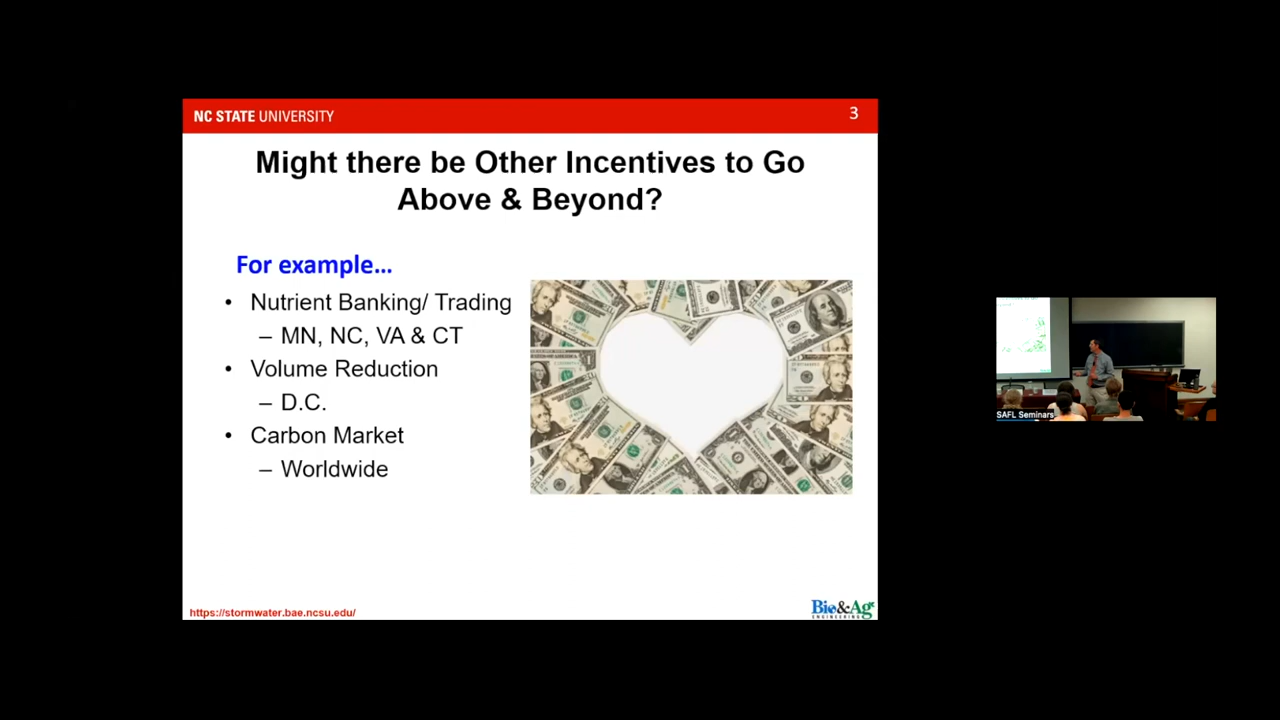 NC STATE UNIVERSITY
3
Might there be Other Incentives to Go
Above & Beyond?
For example...
• Nutrient Banking/ Trading
– MN, NC, VA & CT
• Volume Reduction
– D.C.
• Carbon Market
– Worldwide
https://stormwater.bae.ncsu.edu/
Bio&Ag
ENGINEERING
SAFL Seminars